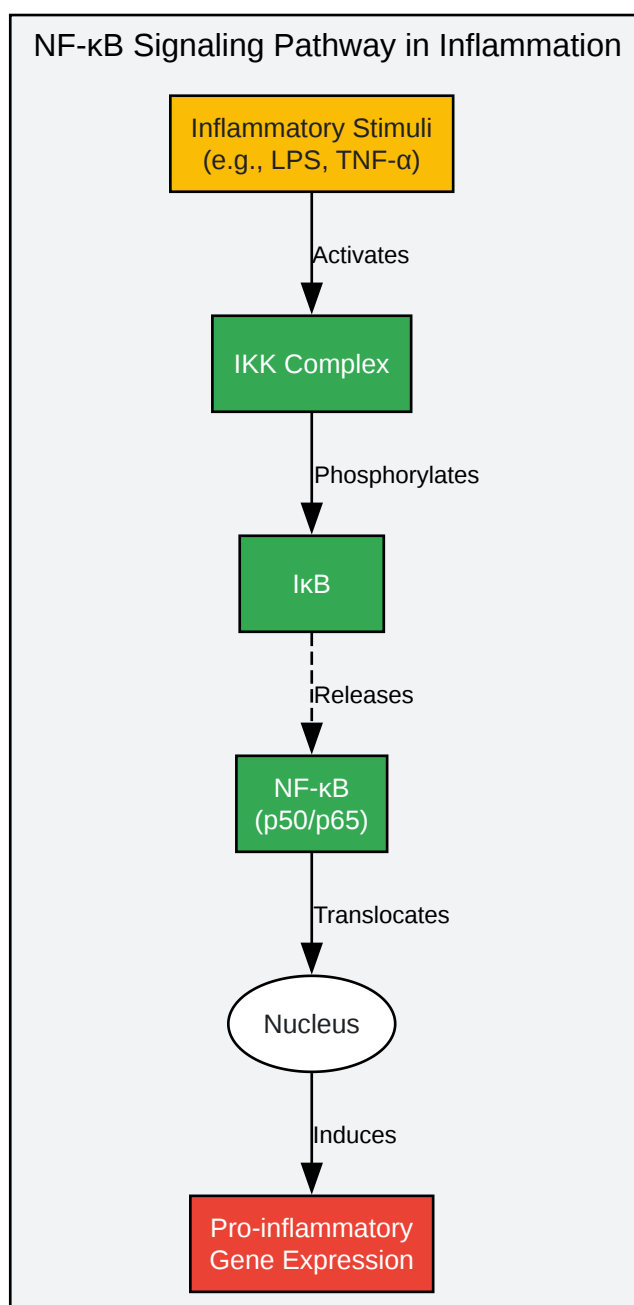 NF-κB Signaling Pathway in Inflammation
Inflammatory Stimuli
(e.g., LPS, TNF-α)
Activates
IKK Complex
Phosphorylates
IκB
Releases
NF-κB
(p50/p65)
Translocates
Nucleus
Induces
Pro-inflammatory
Gene Expression